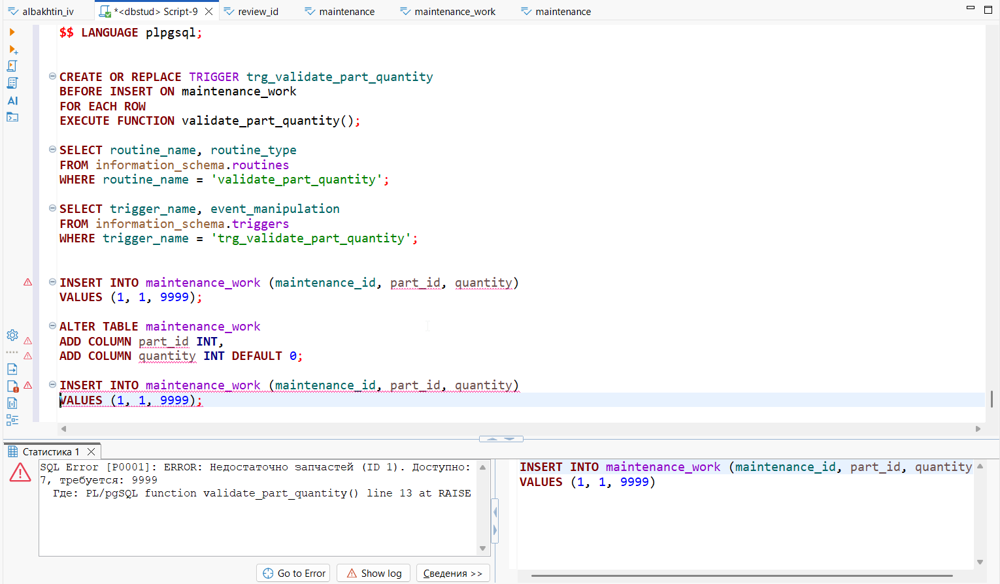 albakhtin_iv
*<dbstud> Script-9
review_id
maintenance
maintenance_work
maintenance
$$ LANGUAGE plpgsql;
CREATE OR REPLACE TRIGGER trg_validate_part_quantity
BEFORE INSERT ON maintenance_work
FOR EACH ROW
EXECUTE FUNCTION validate_part_quantity();
SELECT routine_name, routine_type
FROM information_schema.routines
WHERE routine_name = 'validate_part_quantity';
SELECT trigger_name, event_manipulation
FROM information_schema.triggers
WHERE trigger_name = 'trg_validate_part_quantity';
INSERT INTO maintenance_work (maintenance_id, part_id, quantity)
VALUES (1, 1, 9999);
ALTER TABLE maintenance_work
ADD COLUMN part_id INT,
ADD COLUMN quantity INT DEFAULT 0;
INSERT INTO maintenance_work (maintenance_id, part_id, quantity)
VALUES (1, 1, 9999);
AI
Статистика 1
SQL Error [P0001]: ERROR: Недостаточно запчастей (ID 1). Доступно:
7, требуется: 9999
Где: PL/pgSQL function validate_part_quantity() line 13 at RAISE
INSERT INTO maintenance_work (maintenance_id, part_id, quantity
VALUES (1, 1, 9999)
Go to Error
Show log
Сведения >>